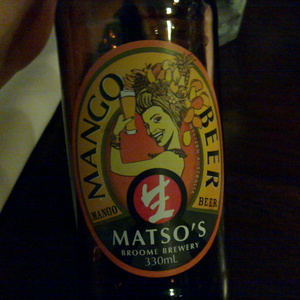 MANGO BEER
MANGO
BEER
生
MATSO'S
BROOME BREWERY
330mL